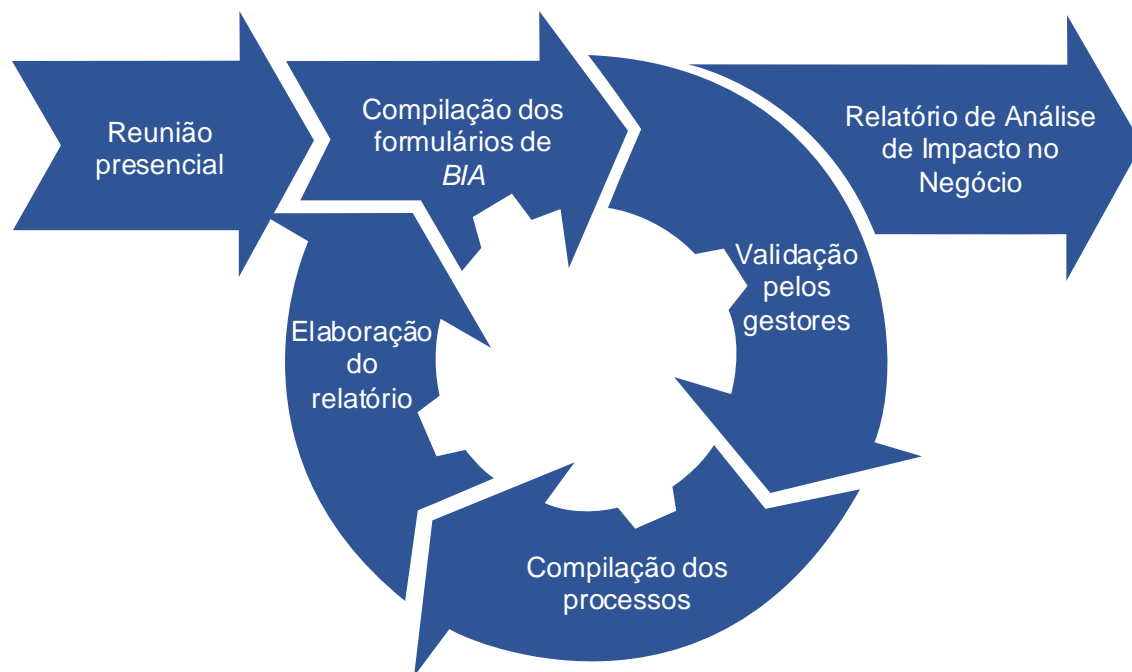 Reunião
presencial
Compilação dos
formulários de
BIA
Validação
pelos
gestores
Compilação dos
processos
Elaboração
do
relatório
Relatório de Análise
de Impacto no
Negócio